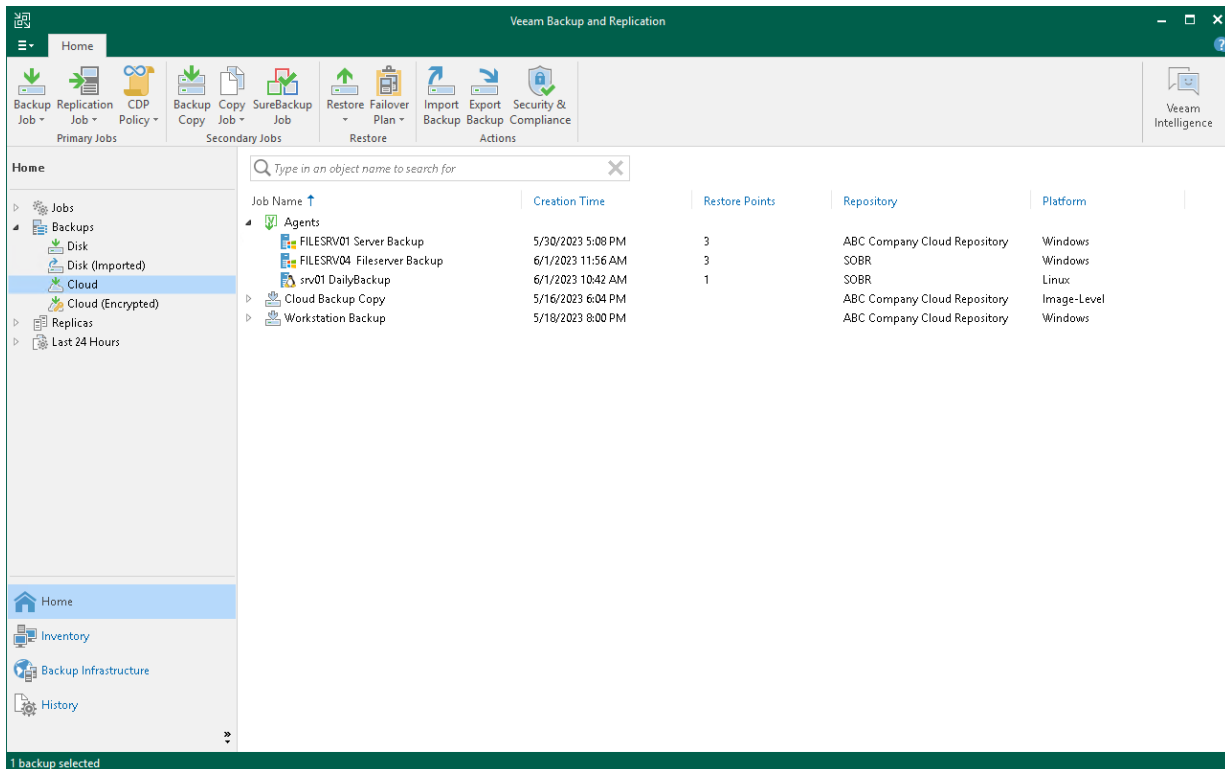 Veeam Backup and Replication
Home
?
Backup Job
Replication Job
CDP Policy
Backup Copy
Copy Job
SureBackup Job
Restore
Failover Plan
Import Backup
Export Backup
Security & Compliance
Veeam Intelligence
Primary Jobs
Secondary Jobs
Restore
Actions
Home
Type in an object name to search for
Jobs
Backups
Disk
Disk (Imported)
Cloud
Cloud (Encrypted)
Replicas
Last 24 Hours
Job Name Creation Time Restore Points Repository Platform
Agents
FILESRV01 Server Backup 5/30/2023 5:08 PM 3 ABC Company Cloud Repository Windows
FILESRV04 Fileserver Backup 6/1/2023 11:56 AM 3 SOBR Windows
srv01 DailyBackup 6/1/2023 10:42 AM 1 SOBR Linux
Cloud Backup Copy 5/16/2023 6:04 PM ABC Company Cloud Repository Image-Level
Workstation Backup 5/18/2023 8:00 PM ABC Company Cloud Repository Windows
Home
Inventory
Backup Infrastructure
History
1 backup selected